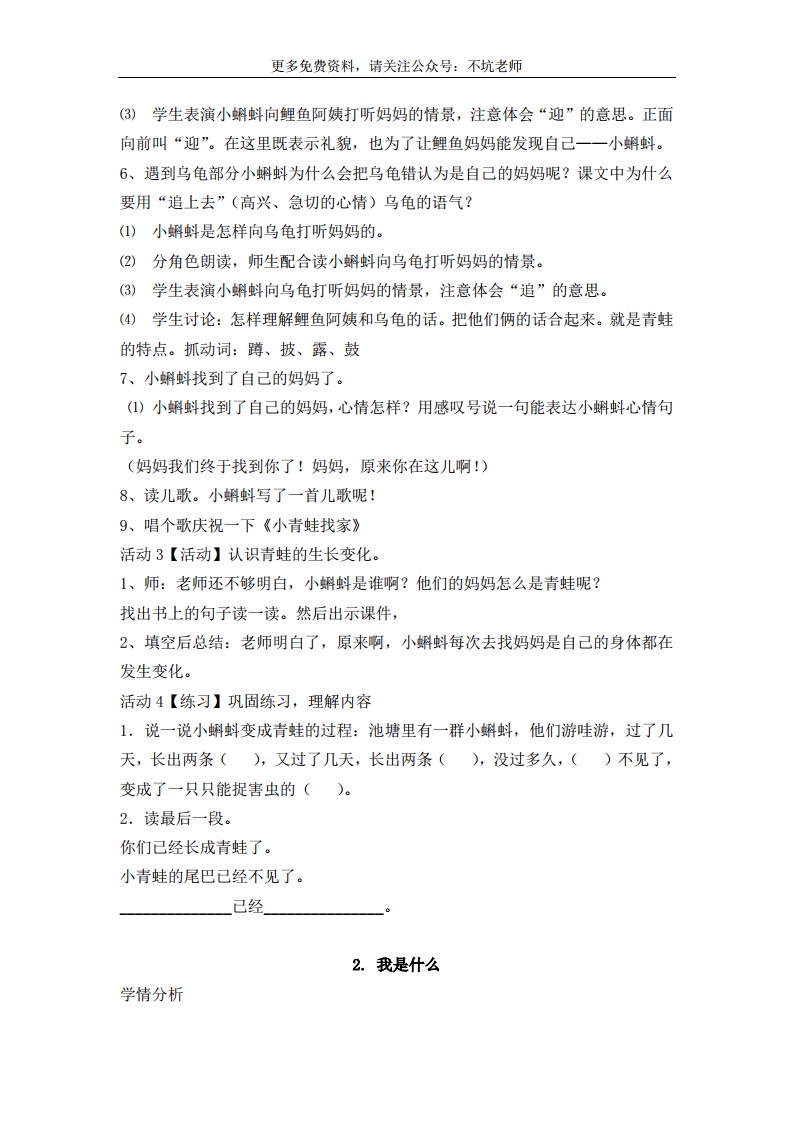 更多免费资料，请关注公众号：不坑老师
⑶ 学生表演小蝌蚪向鲤鱼阿姨打听妈妈的情景，注意体会“迎”的意思。正面
向前叫“迎”。在这里既表示礼貌，也为了让鲤鱼妈妈能发现自己——小蝌蚪。
6、遇到乌龟部分小蝌蚪为什么会把乌龟错认为是自己的妈妈呢？课文中为什么
要用“追上去”（高兴、急切的心情）乌龟的语气？
⑴ 小蝌蚪是怎样向乌龟打听妈妈的。
⑵ 分角色朗读，师生配合读小蝌蚪向乌龟打听妈妈的情景。
⑶ 学生表演小蝌蚪向乌龟打听妈妈的情景，注意体会“追”的意思。
⑷ 学生讨论：怎样理解鲤鱼阿姨和乌龟的话。把他们俩的话合起来。就是青蛙
的特点。抓动词：蹲、披、露、鼓
7、小蝌蚪找到了自己的妈妈了。
⑴ 小蝌蚪找到了自己的妈妈，心情怎样？用感叹号说一句能表达小蝌蚪心情句
子。
（妈妈我们终于找到你了！妈妈，原来你在这儿啊！）
8、读儿歌。小蝌蚪写了一首儿歌呢！
9、唱个歌庆祝一下《小青蛙找家》
活动 3【活动】认识青蛙的生长变化。
1、师：老师还不够明白，小蝌蚪是谁啊？他们的妈妈怎么是青蛙呢？
找出书上的句子读一读。然后出示课件，
2、填空后总结：老师明白了，原来啊，小蝌蚪每次去找妈妈是自己的身体都在
发生变化。
活动 4【练习】巩固练习，理解内容
1．说一说小蝌蚪变成青蛙的过程：池塘里有一群小蝌蚪，他们游哇游，过了几
天，长出两条（ ），又过了几天，长出两条（ ），没过多久，（ ）不见了，
变成了一只只能捉害虫的（ ）。
2．读最后一段。
你们已经长成青蛙了。
小青蛙的尾巴已经不见了。
______________已经_______________。
2. 我是什么
学情分析